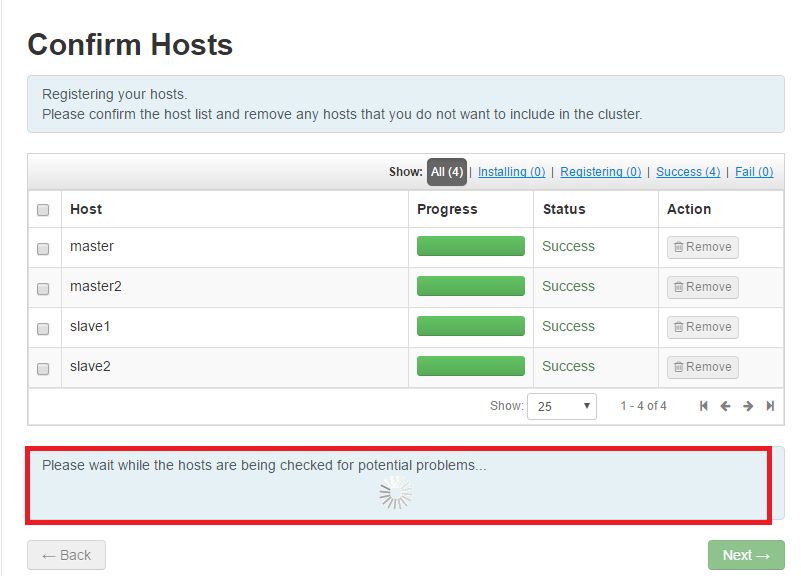 Confirm Hosts
Registering your hosts.
Please confirm the host list and remove any hosts that you do not want to include in the cluster.
Show: All (4) | Installing (0) | Registering (0) | Success (4) | Fail (0)
Host Progress Status Action
master Success Remove
master2 Success Remove
slave1 Success Remove
slave2 Success Remove
Show: 25 1 - 4 of 4
Please wait while the hosts are being checked for potential problems...
← Back Next →